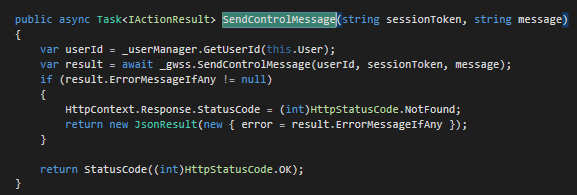 public async Task<IActionResult> SendControlMessage(string sessionToken, string message)
{
    var userId = _userManager.GetUserId(this.User);
    var result = await _gwss.SendControlMessage(userId, sessionToken, message);
    if (result.ErrorMessageIfAny != null)
    {
        HttpContext.Response.StatusCode = (int)HttpStatusCode.NotFound;
        return new JsonResult(new { error = result.ErrorMessageIfAny });
    }

    return StatusCode((int)HttpStatusCode.OK);
}